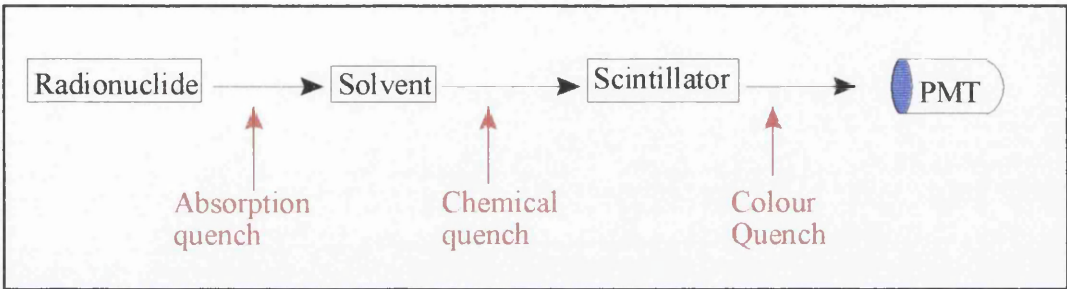 Radionuclide
Solvent
Scintillator
PMT
Absorption
quench
Chemical
quench
Colour
Quench